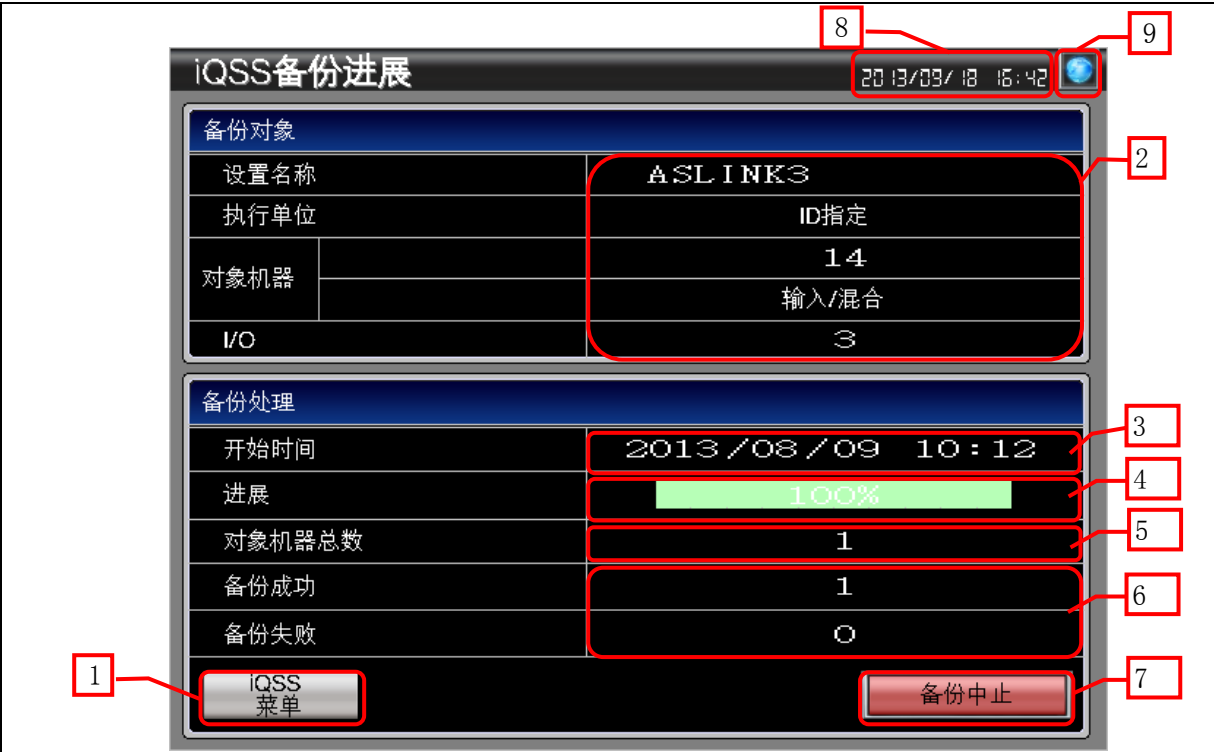 8
9
iQSS备份进展
2013/09/18 16:42
备份对象
设置名称 ASLINK3
2
执行单位 ID指定
对象机器 14
输入/混合
I/O 3
备份处理
开始时间 2013/08/09 10:12
3
进展 100%
4
对象机器总数 1
5
备份成功 1
6
备份失败 0
1
iQSS
菜单
备份中止
7